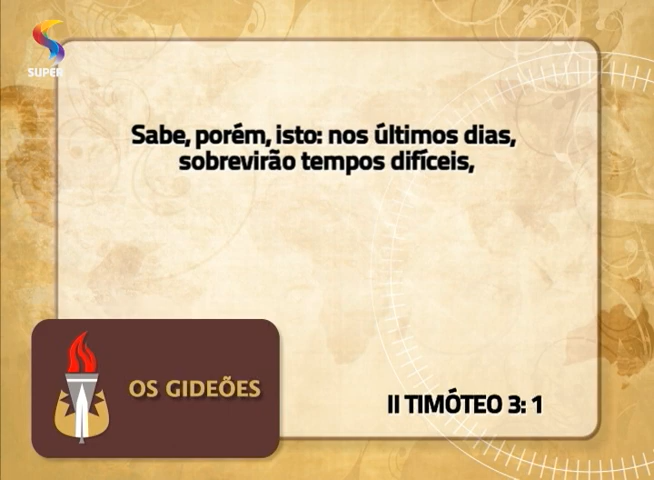 SUPER
Sabe, porém, isto: nos últimos dias,
sobrevirão tempos difíceis,
OS GIDEÕES
II TIMÓTEO 3: 1